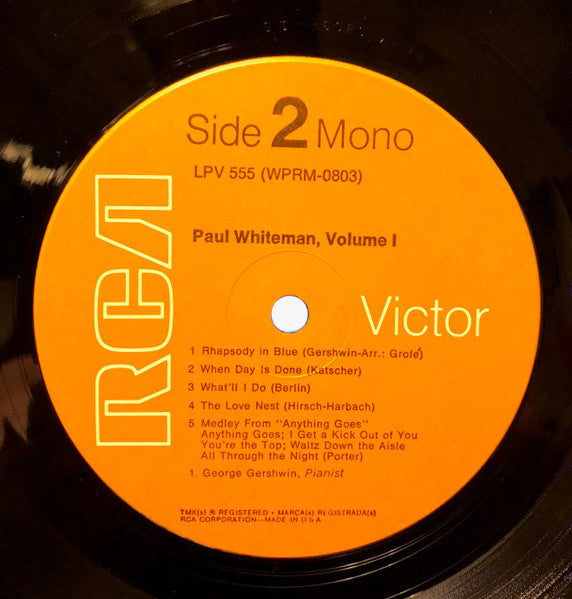 Side 2 Mono
LPV 555 (WPRM-0803)
Paul Whiteman, Volume I
RCA
Victor
1 Rhapsody in Blue (Gershwin-Arr.: Grofé)
2 When Day Is Done (Katscher)
3 What'll I Do (Berlin)
4 The Love Nest (Hirsch-Harbach)
5 Medley From "Anything Goes"
Anything Goes; I Get a Kick Out of You
You're the Top; Waltz Down the Aisle
All Through the Night (Porter)
1. George Gershwin, Pianist
TMK(s) ® REGISTERED • MARCA(s) REGISTRADA(s)
RCA CORPORATION—MADE IN U.S.A.